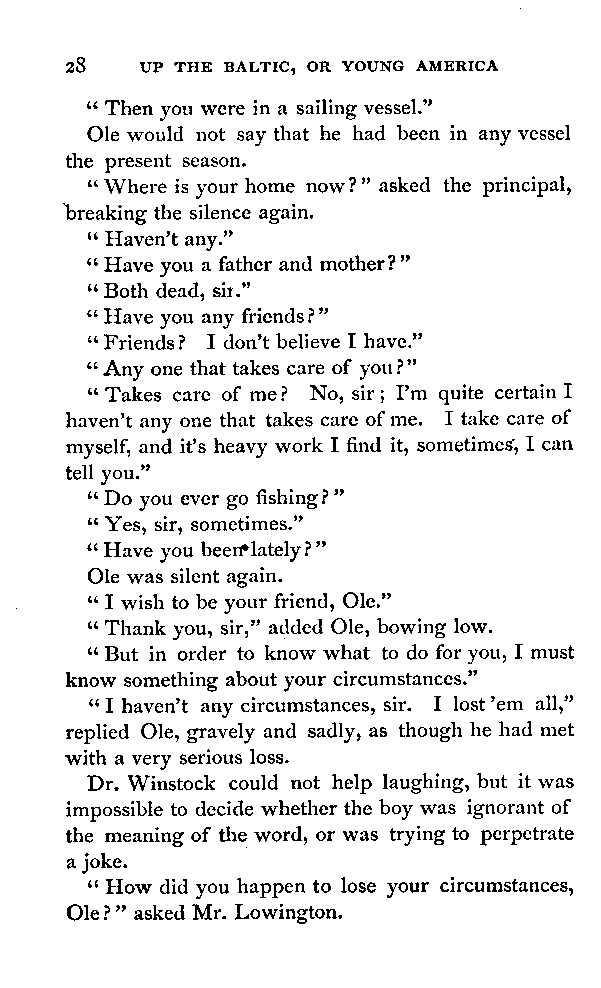 28 UP THE BALTIC, OR YOUNG AMERICA
“ Then you were in a sailing vessel.”
Ole would not say that he had been in any vessel
the present season.
“ Where is your home now ? ” asked the principal,
breaking the silence again.
“ Haven't any.”
“ Have you a father and mother ? ”
“ Both dead, sir.”
“ Have you any friends ? ”
“ Friends ? I don't believe I have.”
“ Any one that takes care of you ? ”
“ Takes care of me ? No, sir ; I'm quite certain I
haven't any one that takes care of me. I take care of
myself, and it's heavy work I find it, sometimes, I can
tell you.”
“ Do you ever go fishing ? ”
“ Yes, sir, sometimes.”
“ Have you been lately ? ”
Ole was silent again.
“ I wish to be your friend, Ole.”
“ Thank you, sir,” added Ole, bowing low.
“ But in order to know what to do for you, I must
know something about your circumstances.”
“ I haven't any circumstances, sir. I lost 'em all,”
replied Ole, gravely and sadly, as though he had met
with a very serious loss.
Dr. Winstock could not help laughing, but it was
impossible to decide whether the boy was ignorant of
the meaning of the word, or was trying to perpetrate
a joke.
“ How did you happen to lose your circumstances,
Ole ? ” asked Mr. Lowington.